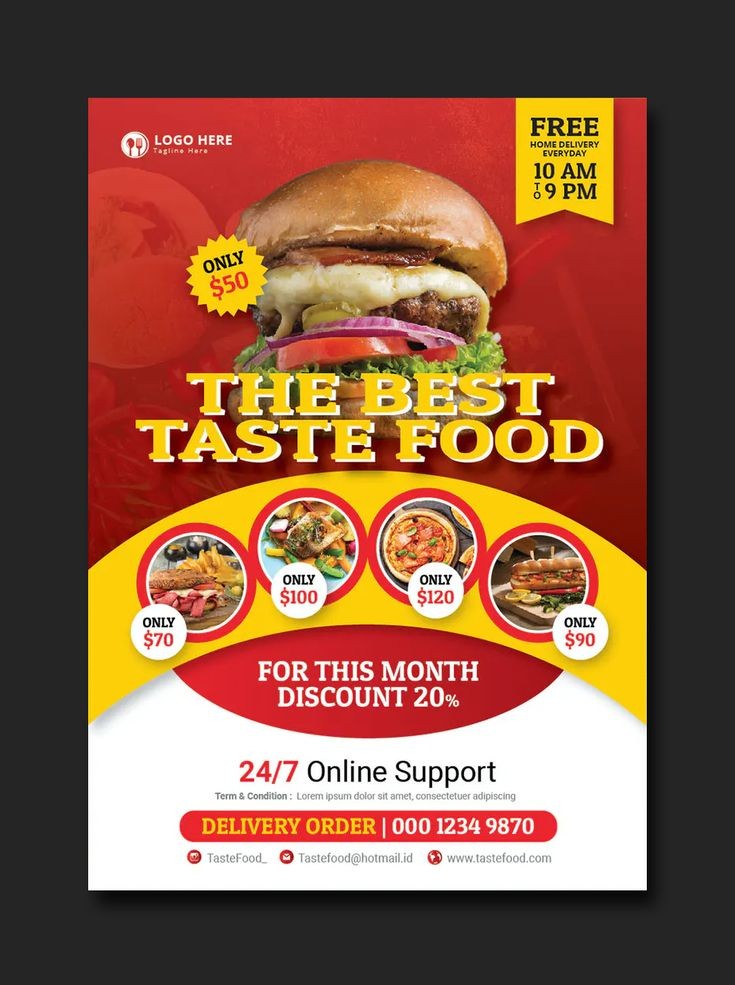 LOGO HERE
Tagline Here
FREE
HOME DELIVERY
EVERYDAY
10 AM
TO
9 PM
ONLY
$50
THE BEST
TASTE FOOD
ONLY
$70
ONLY
$100
ONLY
$120
ONLY
$90
FOR THIS MONTH
DISCOUNT 20%
24/7 Online Support
Term & Condition : Lorem ipsum dolor sit amet, consectetuer adipiscing
DELIVERY ORDER | 000 1234 9870
TasteFood_ Tastefood@hotmail.id www.tastefood.com